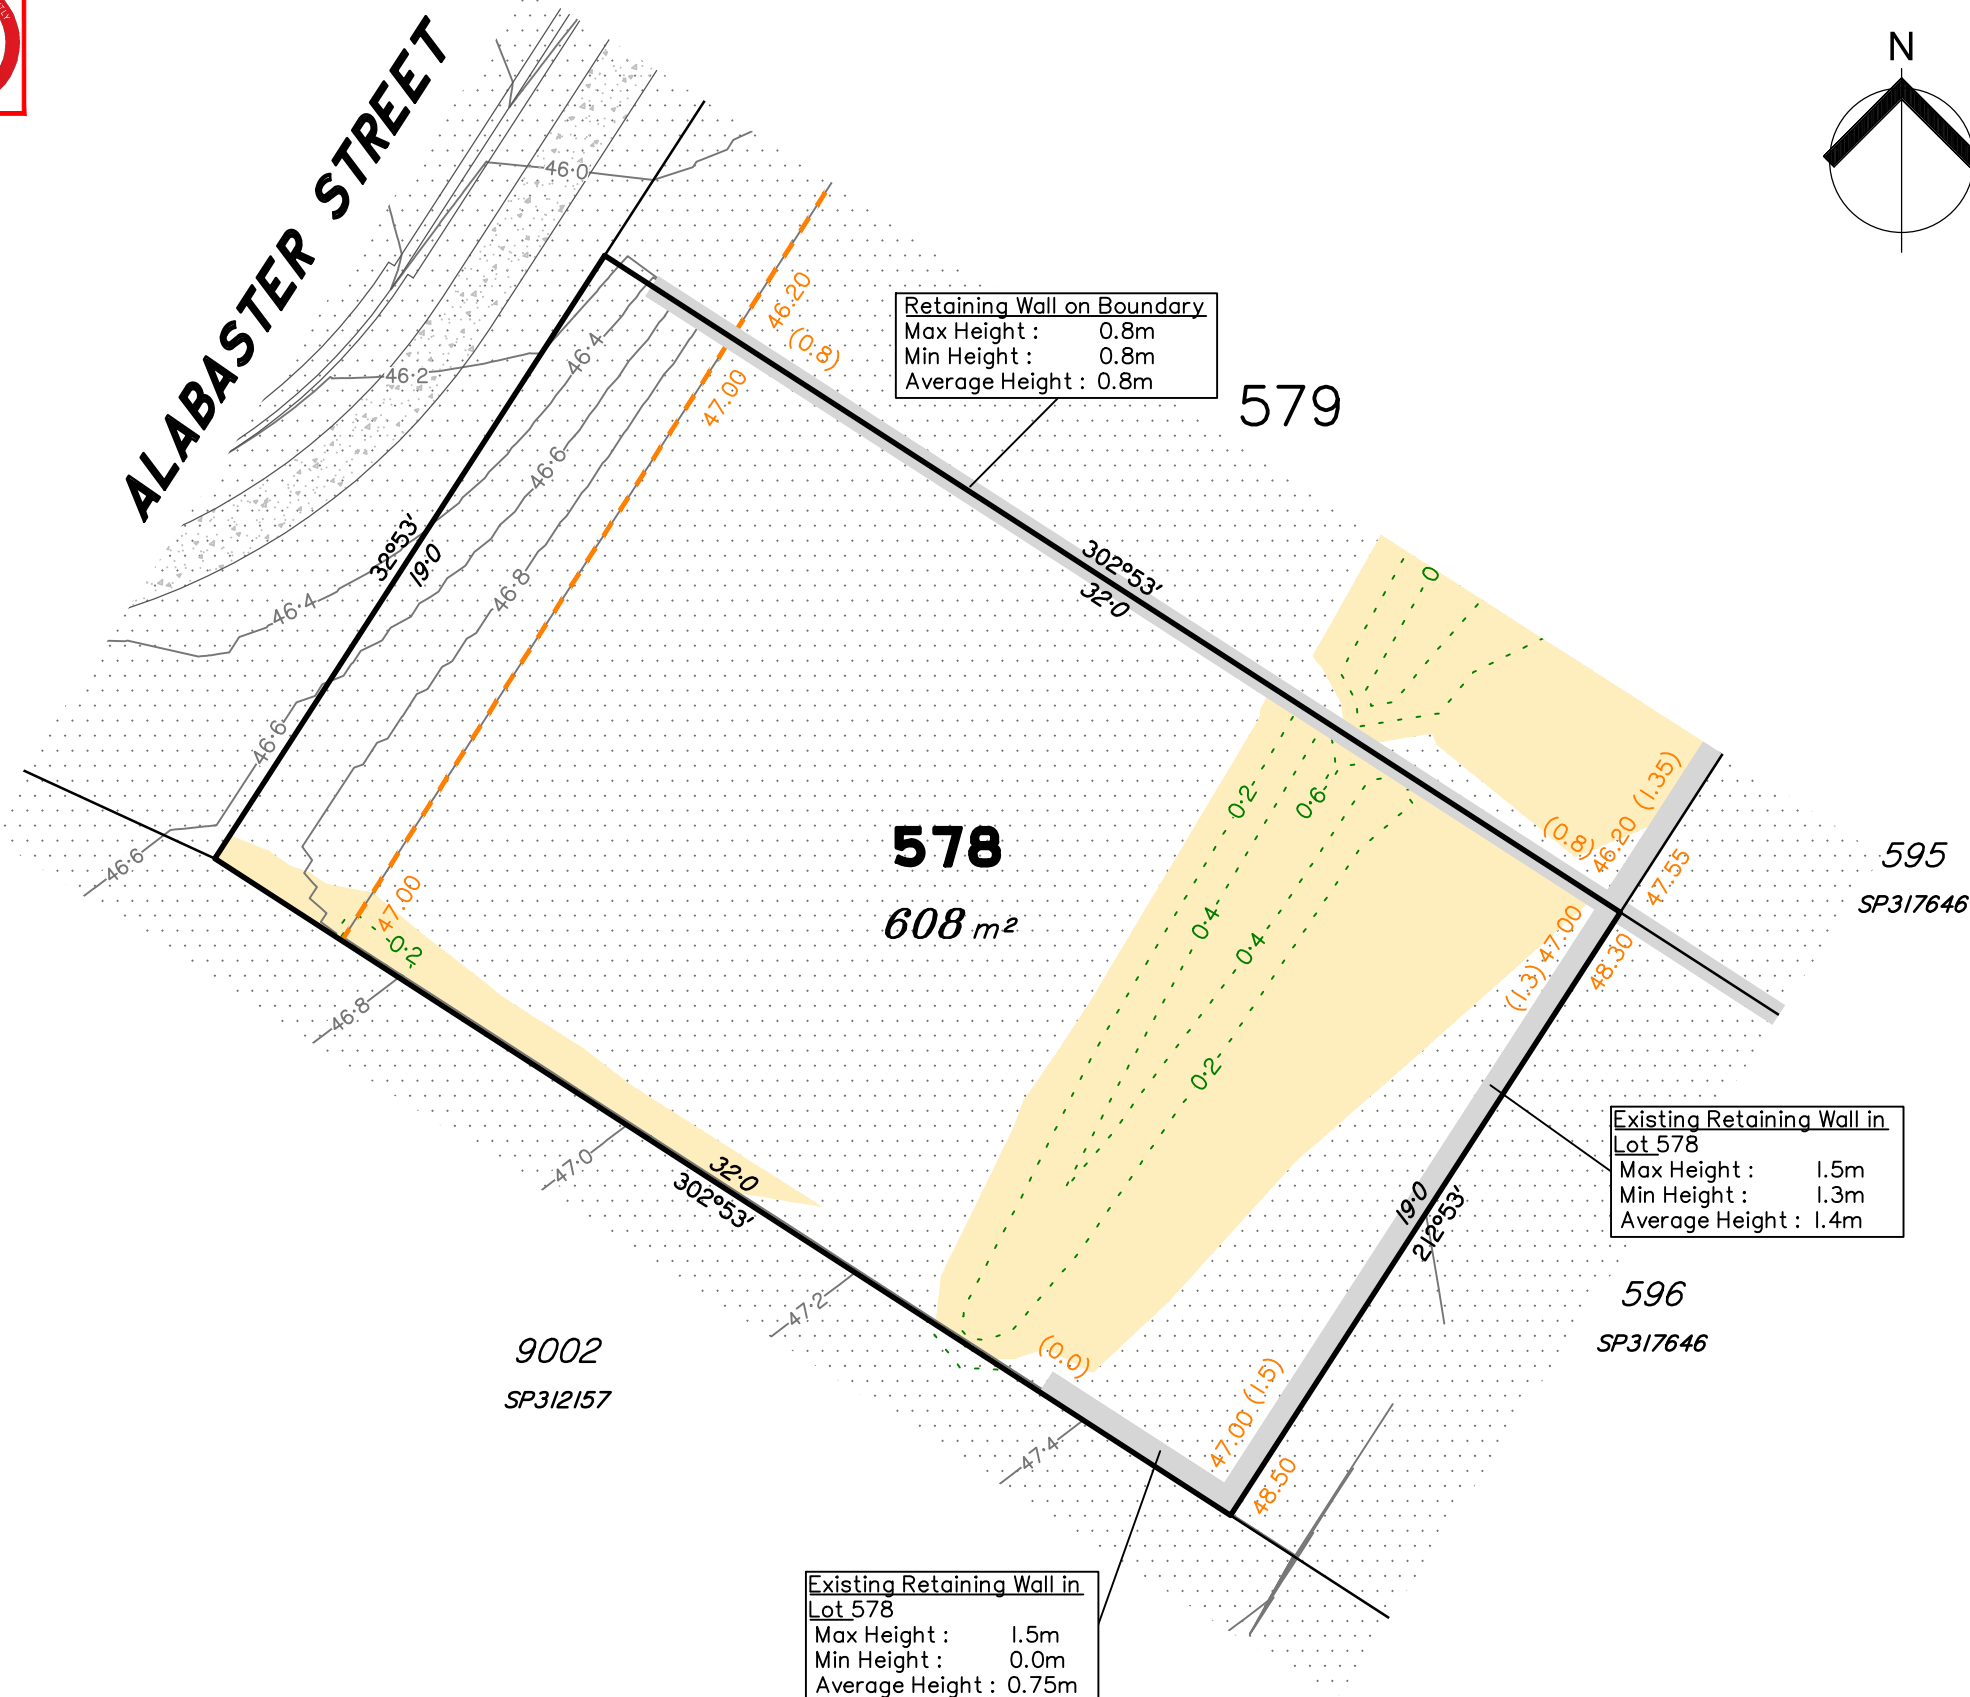 N
ALABASTER STREET
46·0
46.20
(0.8)
Retaining Wall on Boundary
Max Height : 0.8m
Min Height : 0.8m
Average Height : 0.8m
579
46·2
46·4
47.00
46·6
32°53'
19·0
302°53'
32·0
0
46·4
46·8
46·6
0·2
0·6
46.20 (1.35)
(0.8)
47.55
595
SP317646
578
608 m²
46·6
47.00
-0·2
0·4
0·4
(1.3) 47.00
48.30
46·8
0·2
Existing Retaining Wall in
Lot 578
Max Height : 1.5m
Min Height : 1.3m
Average Height : 1.4m
47·0
32·0
302°53'
19·0
212°53'
596
SP317646
47·2
9002
SP312157
(0.0)
47.00 (1.5)
47·4
48.50
Existing Retaining Wall in
Lot 578
Max Height : 1.5m
Min Height : 0.0m
Average Height : 0.75m